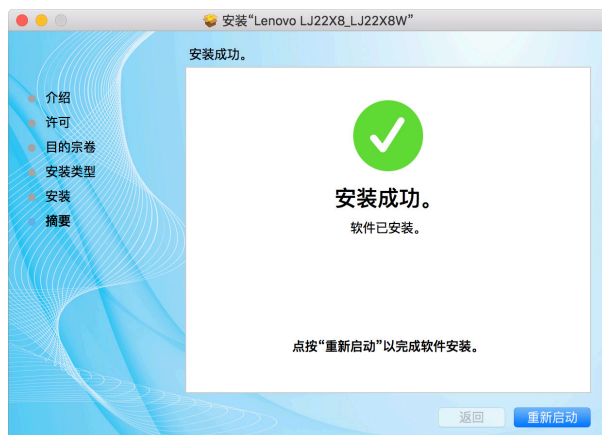 安装“Lenovo LJ22X8_LJ22X8W”
安装成功。
介绍
许可
目的宗卷
安装类型
安装
摘要
安装成功。
软件已安装。
点按“重新启动”以完成软件安装。
返回
重新启动